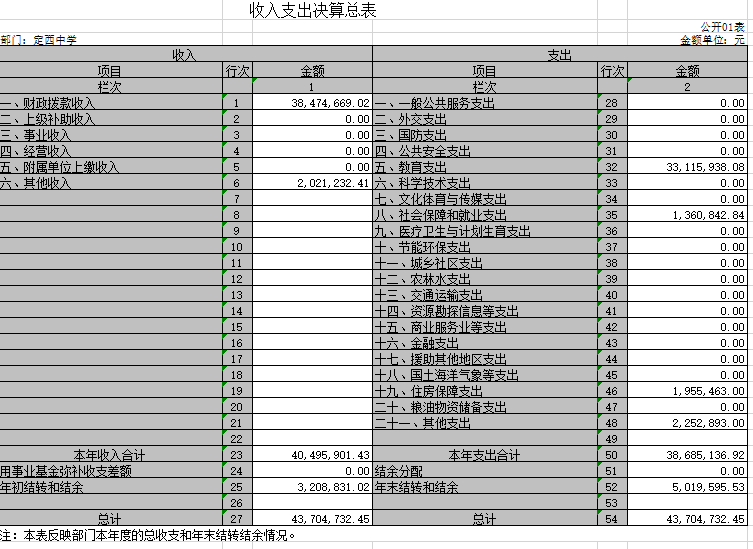 收入支出决算总表
公开01表
部门：定西中学 金额单位：元
收入 支出
项目 行次 金额 项目 行次 金额
栏次 1 栏次 2
一、财政拨款收入 1 38,474,669.02 一、一般公共服务支出 28 0.00
二、上级补助收入 2 0.00 二、外交支出 29 0.00
三、事业收入 3 0.00 三、国防支出 30 0.00
四、经营收入 4 0.00 四、公共安全支出 31 0.00
五、附属单位上缴收入 5 0.00 五、教育支出 32 33,115,938.08
六、其他收入 6 2,021,232.41 六、科学技术支出 33 0.00
7 七、文化体育与传媒支出 34 0.00
8 八、社会保障和就业支出 35 1,360,842.84
9 九、医疗卫生与计划生育支出 36 0.00
10 十、节能环保支出 37 0.00
11 十一、城乡社区支出 38 0.00
12 十二、农林水支出 39 0.00
13 十三、交通运输支出 40 0.00
14 十四、资源勘探信息等支出 41 0.00
15 十五、商业服务业等支出 42 0.00
16 十六、金融支出 43 0.00
17 十七、援助其他地区支出 44 0.00
18 十八、国土海洋气象等支出 45 0.00
19 十九、住房保障支出 46 1,955,463.00
20 二十、粮油物资储备支出 47 0.00
21 二十一、其他支出 48 2,252,893.00
22 49
本年收入合计 23 40,495,901.43 本年支出合计 50 38,685,136.92
用事业基金弥补收支差额 24 0.00 结余分配 51 0.00
年初结转和结余 25 3,208,831.02 年末结转和结余 52 5,019,595.53
26 53
总计 27 43,704,732.45 总计 54 43,704,732.45
注：本表反映部门本年度的总收支和年末结转结余情况。